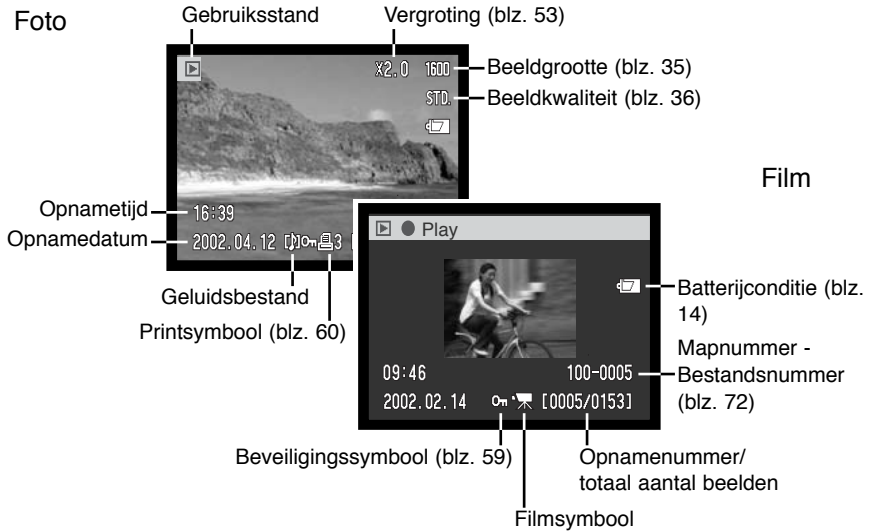 Foto
Gebruiksstand
Vergroting (blz. 53)
X2.0 1600
Beeldgrootte (blz. 35)
STD.
Beeldkwaliteit (blz. 36)
Film
Opnametijd
16:39
Opnamedatum
2002.04.12 3 [
Geluidsbestand
Printsymbool (blz. 60)
Play
Batterijconditie (blz.
14)
Mapnummer -
Bestandsnummer
(blz. 72)
09:46 100-0005
2002.02.14 [0005/0153]
Beveiligingssymbool (blz. 59)
Opnamenummer/
totaal aantal beelden
Filmsymbool